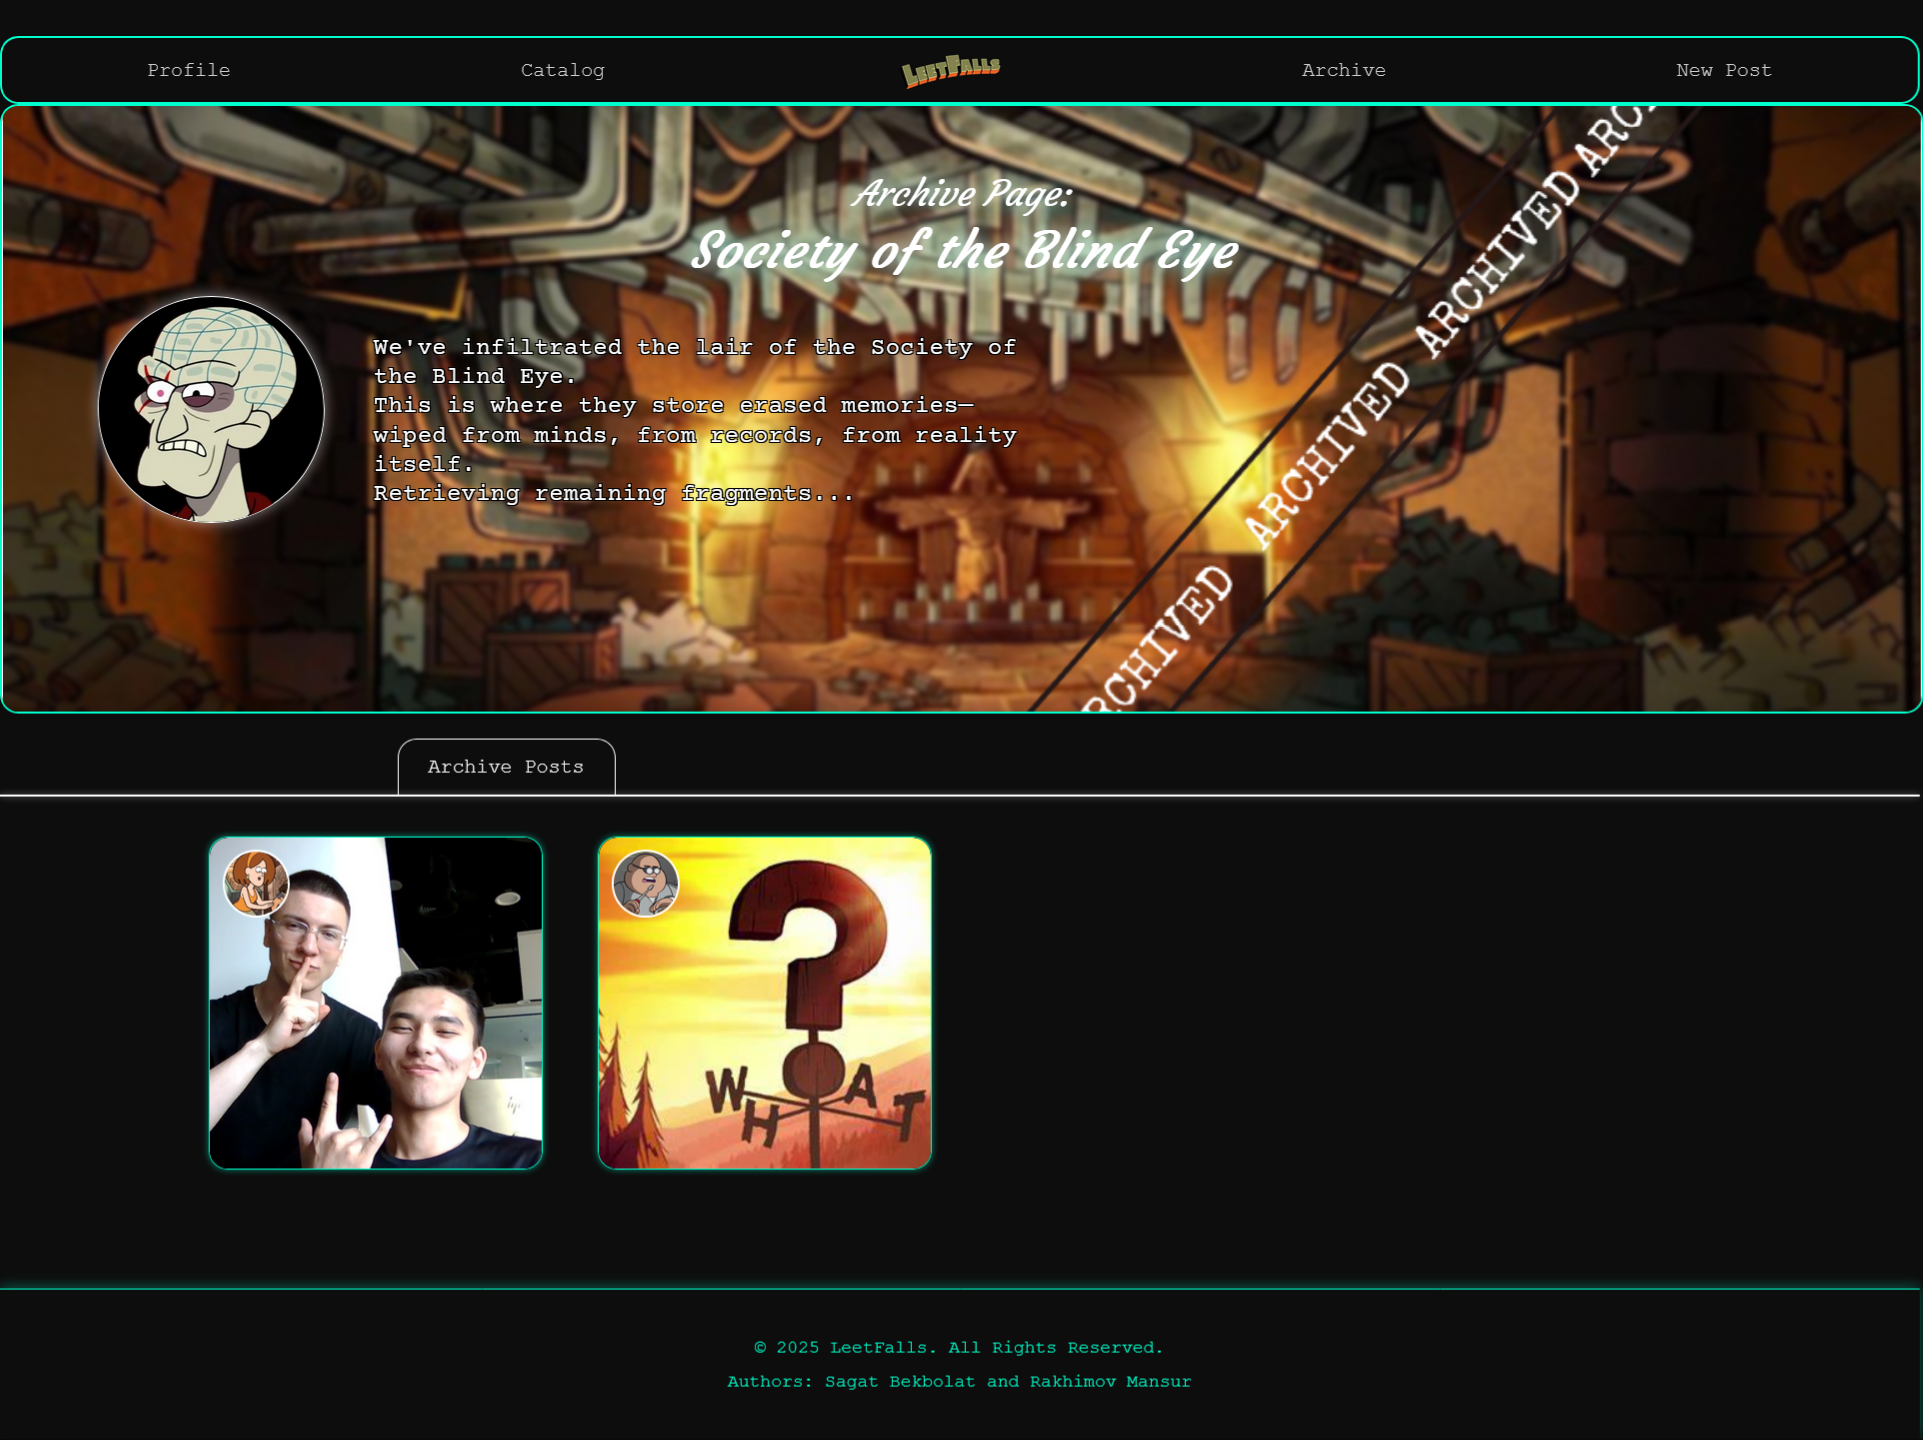 Profile
Catalog
LEETFALLS
Archive
New Post
Archive Page:
Society of the Blind Eye
We've infiltrated the lair of the Society of
the Blind Eye.
This is where they store erased memories—
wiped from minds, from records, from reality
itself.
Retrieving remaining fragments...
ARCHIVED
ARCHIVED
ARCHIVED
Archive Posts
WHAT
© 2025 LeetFalls. All Rights Reserved.
Authors: Sagat Bekbolat and Rakhimov Mansur